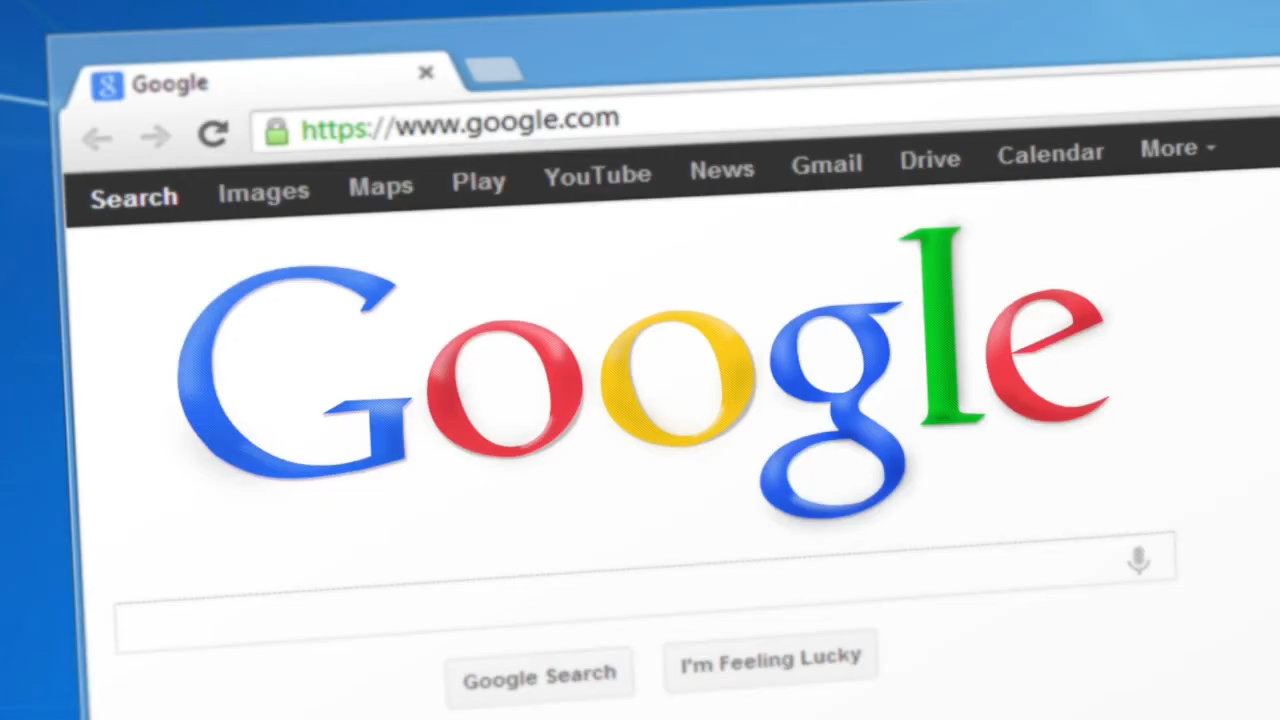 Google
https://www.google.com
Search Images Maps Play YouTube News Gmail Drive Calendar More
Google
Google Search I'm Feeling Lucky